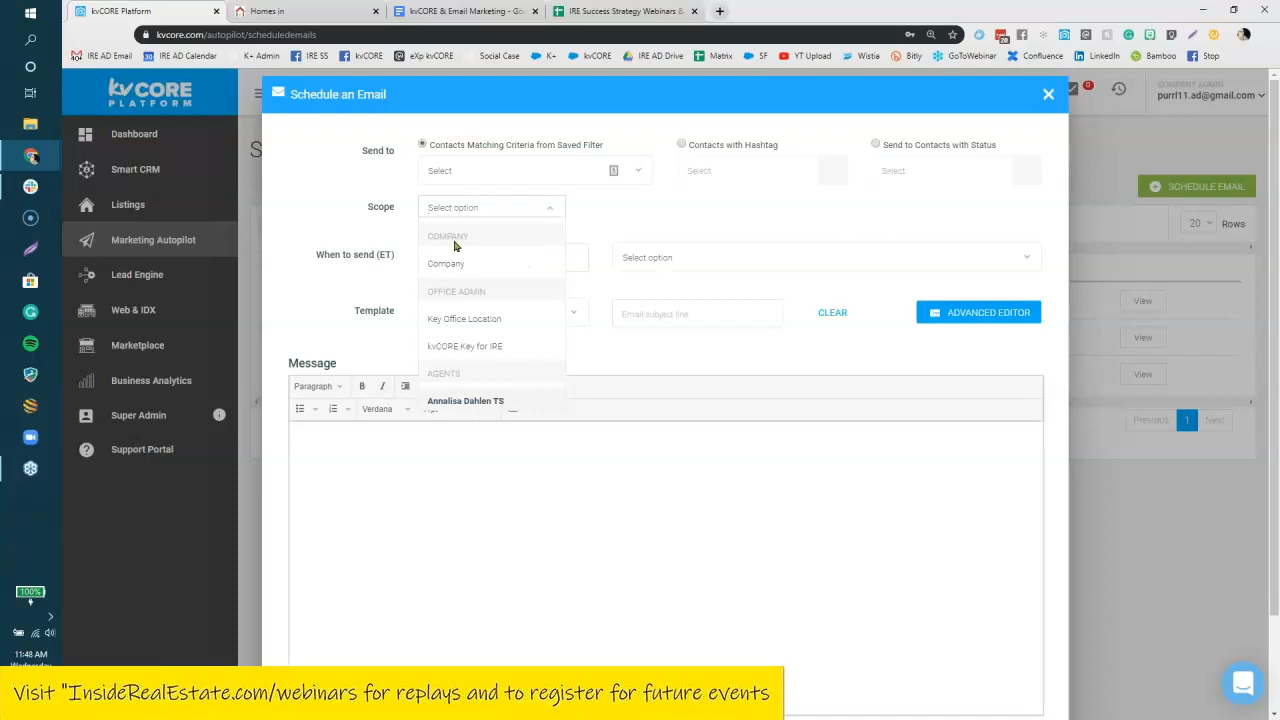 kvCORE Platform
Homes in
kvCORE & Email Marketing - Go
IRE Success Strategy Webinars &
kvcore.com/autopilot/scheduledemails
IRE AD Email
IRE AD Calendar
IRE SS
kvCORE
eXp kvCORE
Social Case
K+
kvCORE
IRE AD Drive
Matrix
SF
YT Upload
Wistia
GoToWebinar
Confluence
LinkedIn
Bitly
kvCORE
PLATFORM
Dashboard
Smart CRM
Listings
Marketing Autopilot
Lead Engine
Web & IDX
Marketplace
Business Analytics
Super Admin
Support Portal
Schedule an Email
0
COMPANY ADMIN
purrl11.ad@gmail.com
S
SCHEDULE EMAIL
20
Rows
View
View
View
Previous
1
Next
Send to
Contacts Matching Criteria from Saved Filter
Contacts with Hashtag
Send to Contacts with Status
Select
Select
Select
Scope
Select option
COMPANY
Company
OFFICE ADMIN
Key Office Location
kvCORE Key for IRE
AGENTS
Annalisa Dahlen TS
When to send (ET)
Select option
Template
Email subject line
CLEAR
ADVANCED EDITOR
Message
Paragraph
B
I
Verdana
100%
11:48 AM
Wednesday
Visit "InsideRealEstate.com/webinars for replays and to register for future events